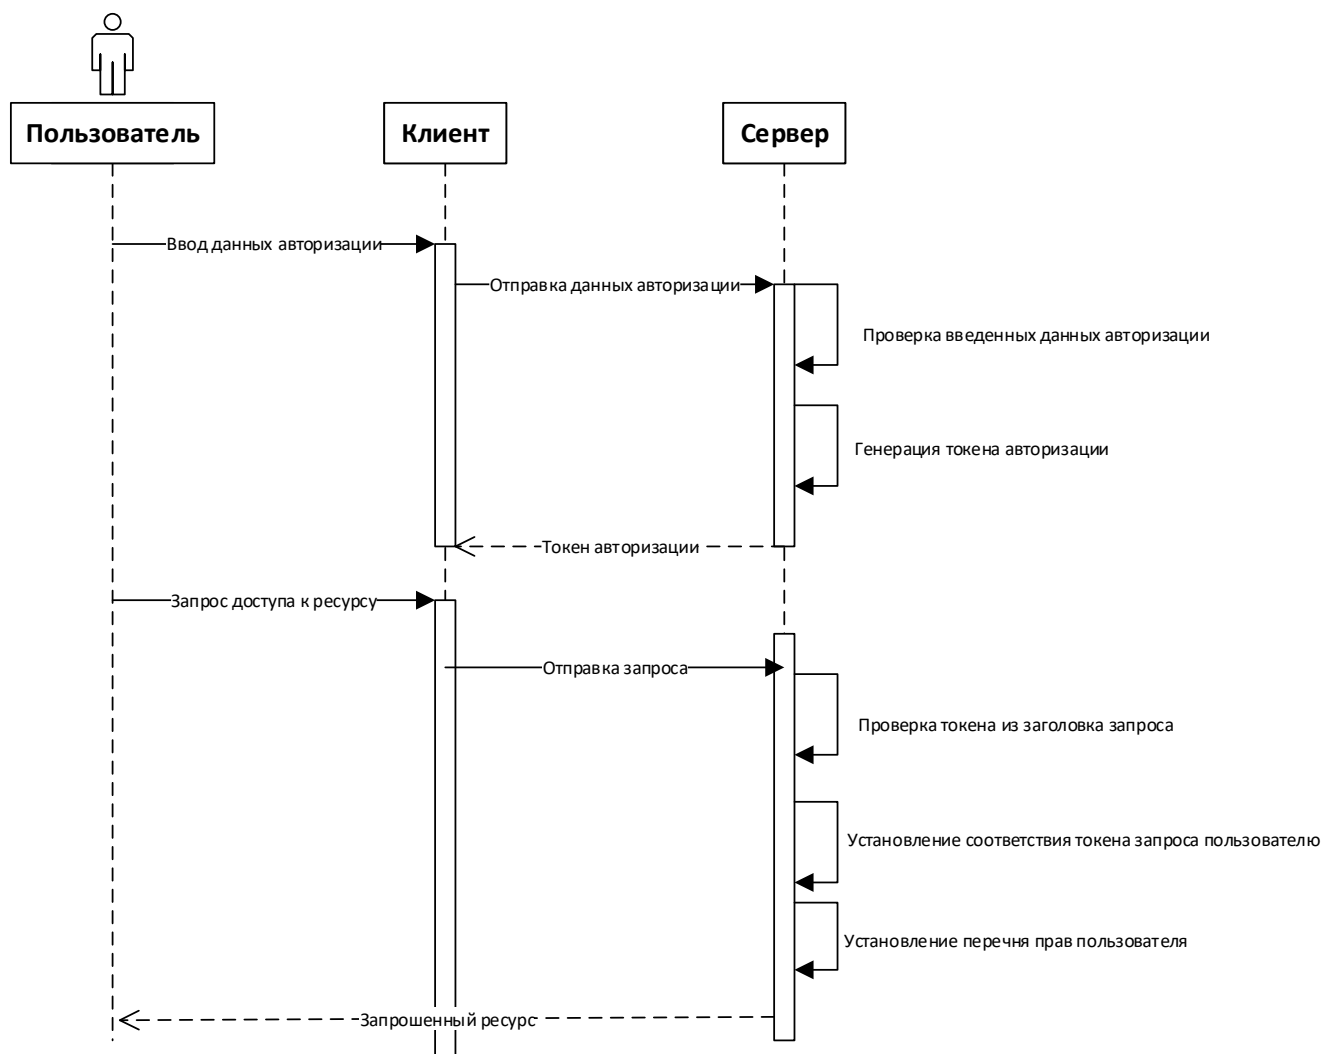 Пользователь
Клиент
Сервер
Ввод данных авторизации
Отправка данных авторизации
Проверка введенных данных авторизации
Генерация токена авторизации
Токен авторизации
Запрос доступа к ресурсу
Отправка запроса
Проверка токена из заголовка запроса
Установление соответствия токена запроса пользователю
Установление перечня прав пользователя
Запрошенный ресурс